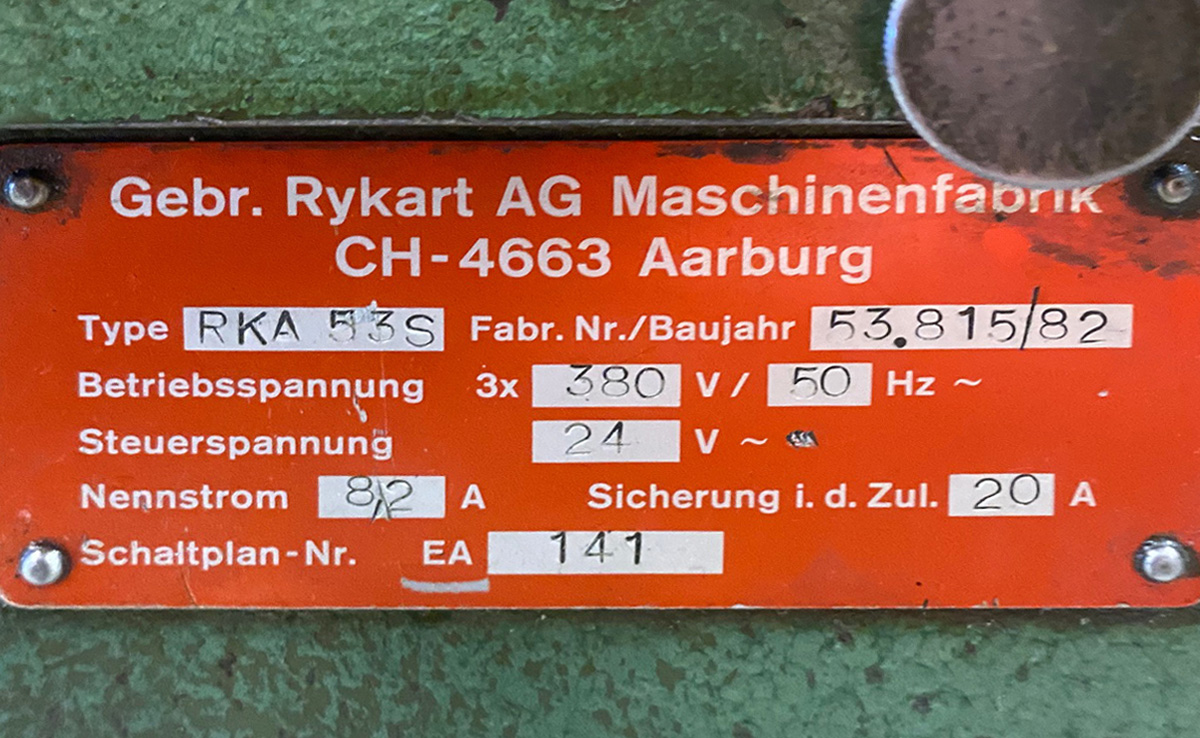 Gebr. Rykart AG Maschinenfabrik
CH-4663 Aarburg
Type RKA 53S Fabr. Nr./Baujahr 53.815/82
Betriebsspannung 3x 380 V / 50 Hz ~
Steuerspannung 24 V ~
Nennstrom 8,2 A Sicherung i. d. Zul. 20 A
Schaltplan-Nr. EA 141